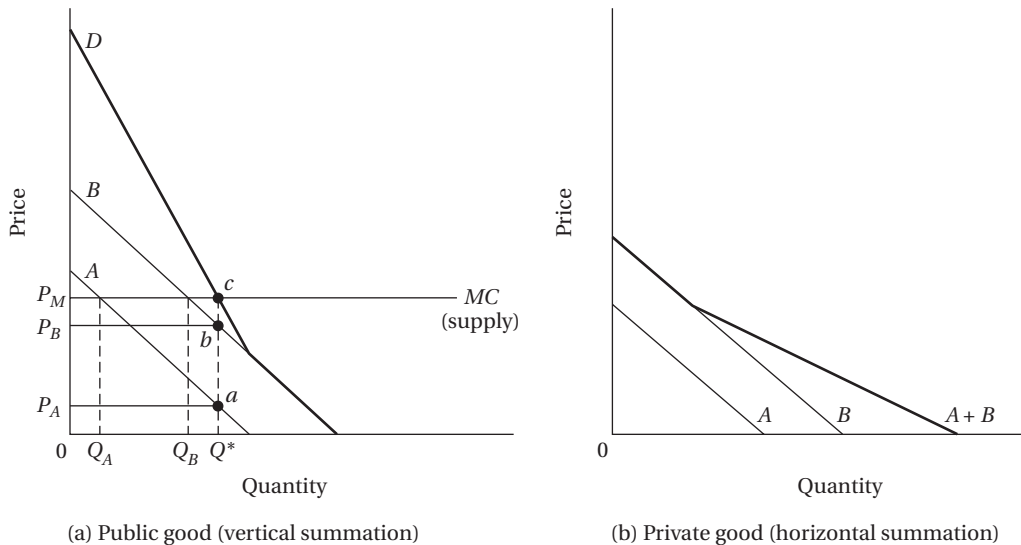 D
B
A
c
P_M
MC
(supply)
P_B
b
a
P_A
0
Q_A
Q_B
Q*
Price
Quantity
(a) Public good (vertical summation)
Price
A
B
A + B
0
Quantity
(b) Private good (horizontal summation)